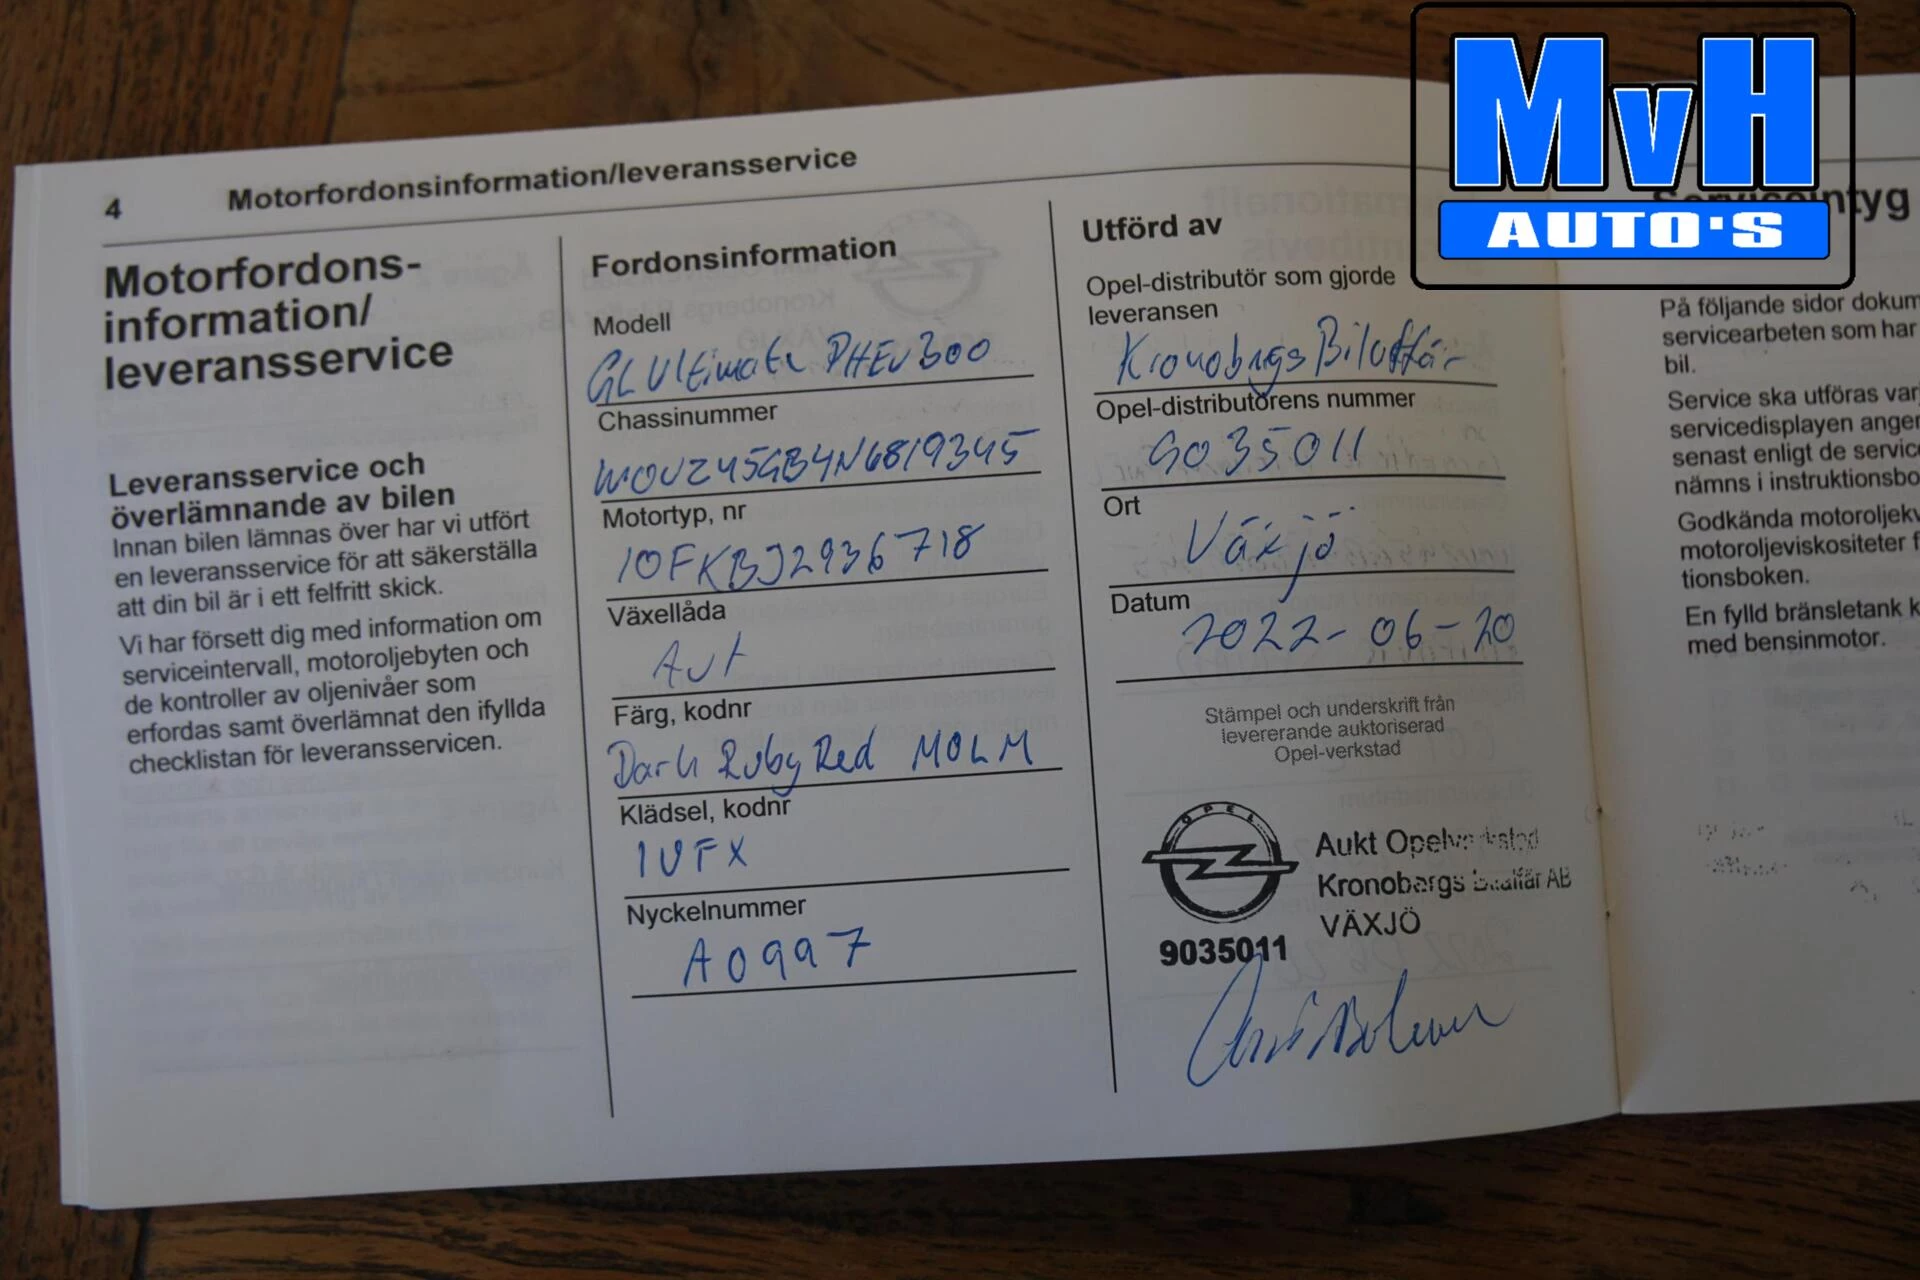 MvH
AUTO'S
4 Motorfordonsinformation/leveransservice
Motorfordons-
information/
leveransservice
Leveransservice och
överlämnande av bilen
Innan bilen lämnas över har vi utfört
en leveransservice för att säkerställa
att din bil är i ett felfritt skick.
Vi har försett dig med information om
serviceintervall, motoroljebyten och
de kontroller av oljenivåer som
erfordas samt överlämnat den ifyllda
checklistan för leveransservicen.
Fordonsinformation
Modell
GL Ultimate PHEV 300
Chassinummer
W0VZ45GB4N6819345
Motortyp, nr
10FKBJ2936718
Växellåda
Aut
Färg, kodnr
Dark Ruby Red M0LM
Klädsel, kodnr
1UFX
Nyckelnummer
A0997
Utförd av
Opel-distributör som gjorde
leveransen
Kronobergs Bilaffär
Opel-distributörens nummer
9035011
Ort
Växjö
Datum
2022-06-20
Stämpel och underskrift från
levererande auktoriserad
Opel-verkstad
OPEL
Aukt Opelverkstad
Kronobergs Bilaffär AB
VÄXJÖ
9035011
Serviceintyg
På följande sidor dokum
servicearbeten som har
bil.
Service ska utföras var
servicedisplayen anger
senast enligt de service
nämns i instruktionsbo
Godkända motoroljekv
motoroljeviskositeter f
tionsboken.
En fylld bränsletank k
med bensinmotor.